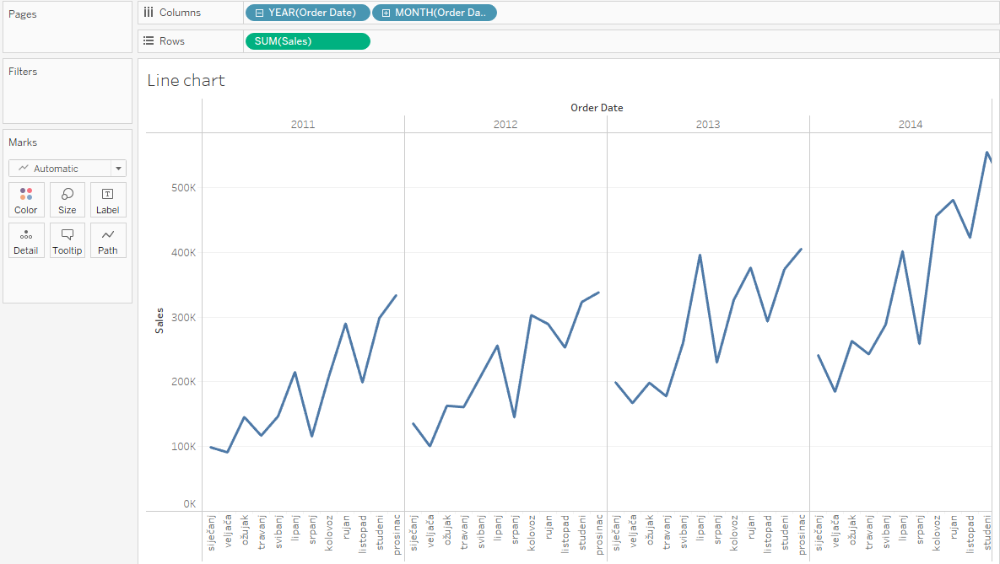 Pages
Columns
YEAR(Order Date)
MONTH(Order Da..
Rows
SUM(Sales)
Filters
Marks
Automatic
Color
Size
Label
Detail
Tooltip
Path
Line chart
Order Date
2011
2012
2013
2014
Sales
500K
400K
300K
200K
100K
0K
siječanj
veljača
ožujak
travanj
svibanj
lipanj
srpanj
kolovoz
rujan
listopad
studeni
prosinac
siječanj
veljača
ožujak
travanj
svibanj
lipanj
srpanj
kolovoz
rujan
listopad
studeni
prosinac
siječanj
veljača
ožujak
travanj
svibanj
lipanj
srpanj
kolovoz
rujan
listopad
studeni
prosinac
siječanj
veljača
ožujak
travanj
svibanj
lipanj
srpanj
kolovoz
rujan
listopad
studeni